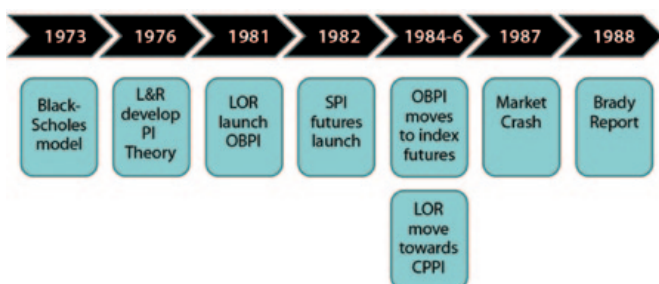 1973 1976 1981 1982 1984-6 1987 1988
Black-
Scholes
model
L&R
develop
PI
Theory
LOR
launch
OBPI
SPI
futures
launch
OBPI
moves
to index
futures
Market
Crash
Brady
Report
LOR
move
towards
CPPI